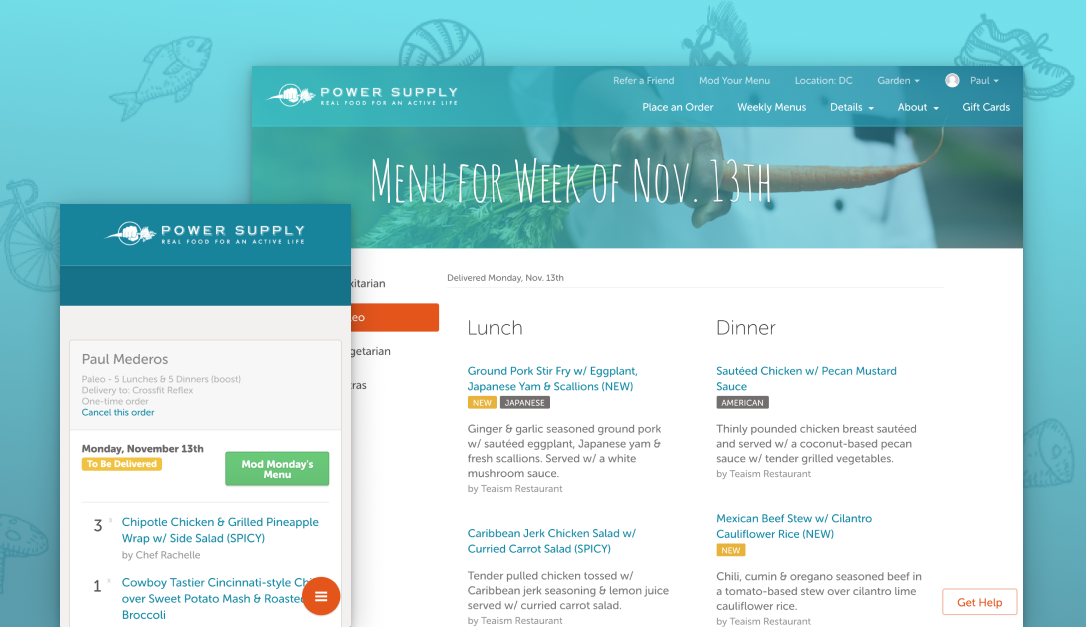 Refer a Friend Mod Your Menu Location: DC Garden Paul
POWER SUPPLY
REAL FOOD FOR AN ACTIVE LIFE
Place an Order Weekly Menus Details About Gift Cards
MENU FOR WEEK OF NOV. 13TH
xitarian
eo
getarian
tras
Delivered Monday, Nov. 13th
Lunch
Ground Pork Stir Fry w/ Eggplant,
Japanese Yam & Scallions (NEW)
NEW JAPANESE
Ginger & garlic seasoned ground pork
w/ sautéed eggplant, Japanese yam &
fresh scallions. Served w/ a white
mushroom sauce.
by Teaism Restaurant
Caribbean Jerk Chicken Salad w/
Curried Carrot Salad (SPICY)
Tender pulled chicken tossed w/
Caribbean jerk seasoning & lemon juice
served w/ curried carrot salad.
by Teaism Restaurant
Dinner
Sautéed Chicken w/ Pecan Mustard
Sauce
AMERICAN
Thinly pounded chicken breast sautéed
and served w/ a coconut-based pecan
sauce w/ tender grilled vegetables.
by Teaism Restaurant
Mexican Beef Stew w/ Cilantro
Cauliflower Rice (NEW)
NEW
Chili, cumin & oregano seasoned beef in
a tomato-based stew over cilantro lime
cauliflower rice.
by Teaism Restaurant
Get Help
POWER SUPPLY
REAL FOOD FOR AN ACTIVE LIFE
Paul Mederos
Paleo - 5 Lunches & 5 Dinners (boost)
Delivery to: Crossfit Reflex
One-time order
Cancel this order
Monday, November 13th
To Be Delivered
Mod Monday's
Menu
3 x Chipotle Chicken & Grilled Pineapple
Wrap w/ Side Salad (SPICY)
by Chef Rachelle
1 x Cowboy Tastier Cincinnati-style
over Sweet Potato Mash & Roasted
Broccoli